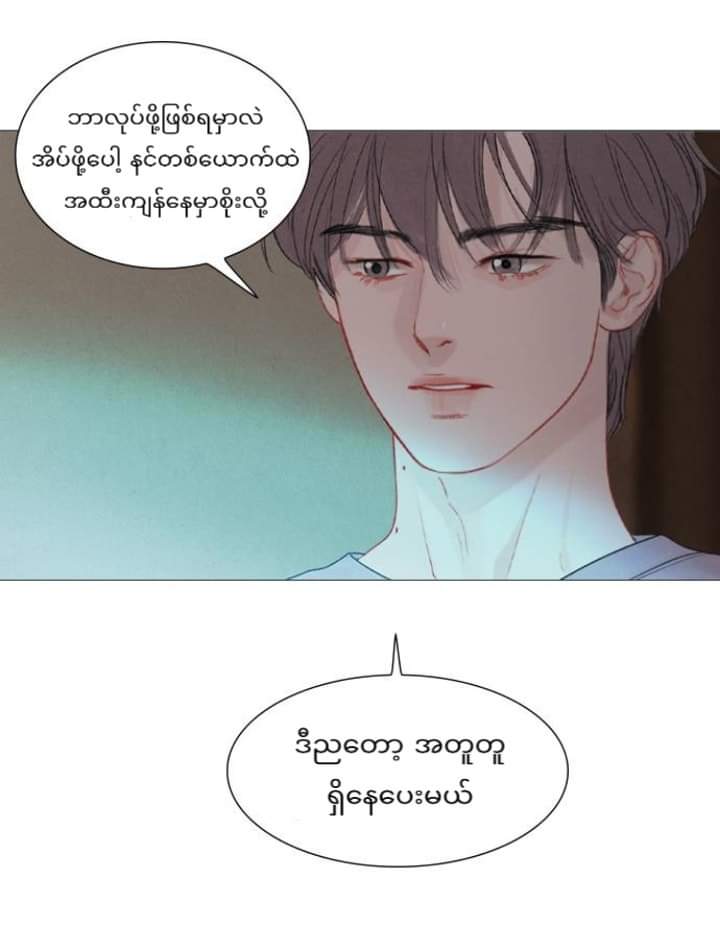 ဘာလုပ်ဖို့ဖြစ်ရမှာလဲ
အိပ်ဖို့ပေါ့ နင်တစ်ယောက်ထဲ
အထီးကျန်နေမှာစိုးလို့
ဒီညတော့ အတူတူ
ရှိနေပေးမယ်